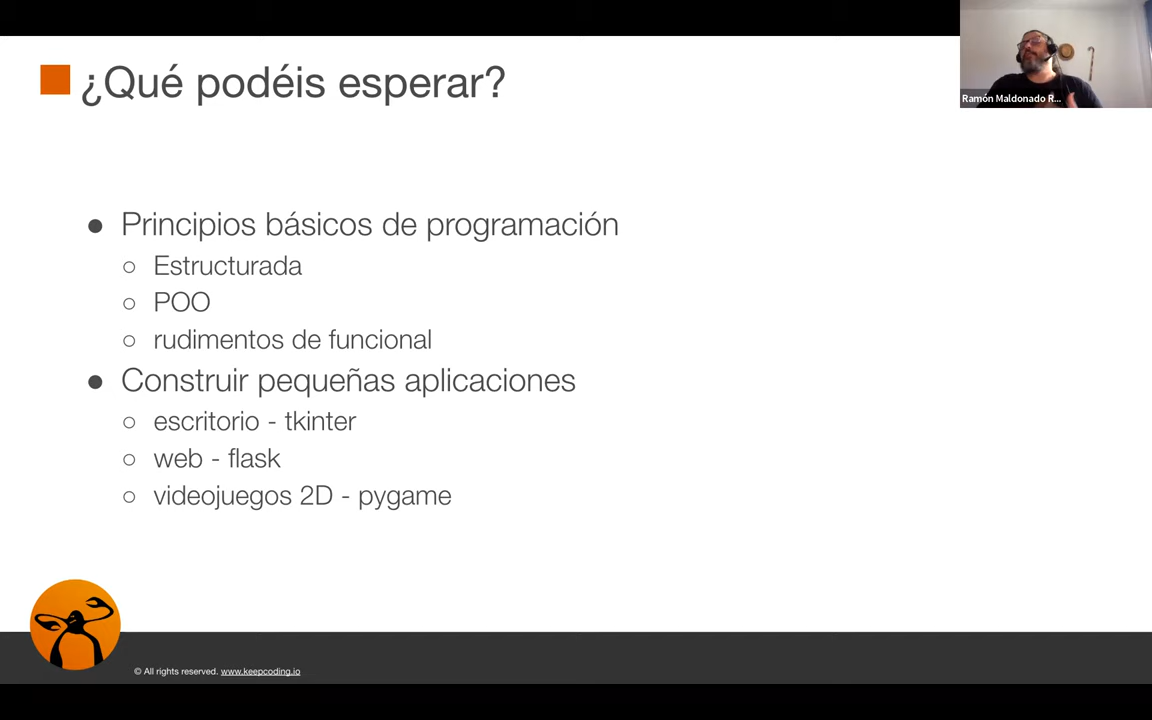 ¿Qué podéis esperar?
Ramón Maldonado R...
● Principios básicos de programación
○ Estructurada
○ POO
○ rudimentos de funcional
● Construir pequeñas aplicaciones
○ escritorio - tkinter
○ web - flask
○ videojuegos 2D - pygame
© All rights reserved. www.keepcoding.io